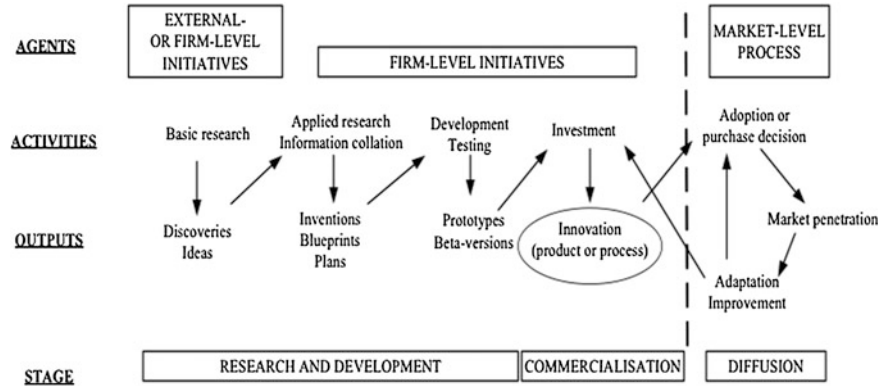 AGENTS
EXTERNAL-
OR FIRM-LEVEL
INITIATIVES
FIRM-LEVEL INITIATIVES
MARKET-LEVEL
PROCESS
ACTIVITIES
Basic research
Applied research
Information collation
Development
Testing
Investment
Adoption or
purchase decision
OUTPUTS
Discoveries
Ideas
Inventions
Blueprints
Plans
Prototypes
Beta-versions
Innovation
(product or process)
Market penetration
Adaptation
Improvement
STAGE
RESEARCH AND DEVELOPMENT
COMMERCIALISATION
DIFFUSION